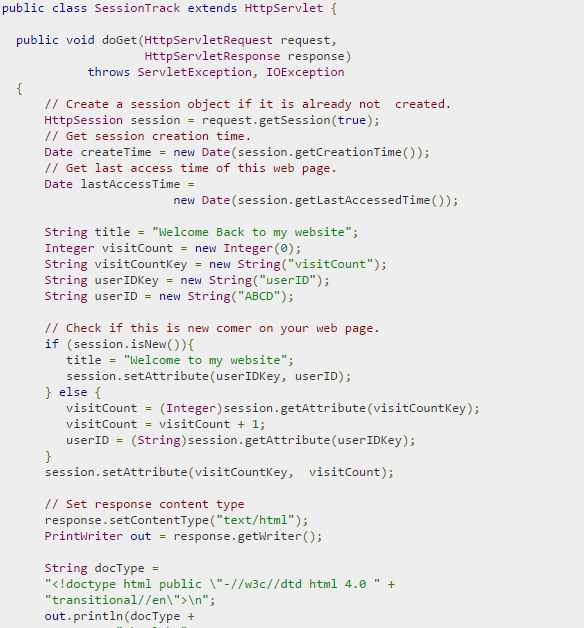 public class SessionTrack extends HttpServlet {

  public void doGet(HttpServletRequest request,
                    HttpServletResponse response)
            throws ServletException, IOException
  {
      // Create a session object if it is already not  created.
      HttpSession session = request.getSession(true);
      // Get session creation time.
      Date createTime = new Date(session.getCreationTime());
      // Get last access time of this web page.
      Date lastAccessTime =
                        new Date(session.getLastAccessedTime());

      String title = "Welcome Back to my website";
      Integer visitCount = new Integer(0);
      String visitCountKey = new String("visitCount");
      String userIDKey = new String("userID");
      String userID = new String("ABCD");

      // Check if this is new comer on your web page.
      if (session.isNew()){
         title = "Welcome to my website";
         session.setAttribute(userIDKey, userID);
      } else {
         visitCount = (Integer)session.getAttribute(visitCountKey);
         visitCount = visitCount + 1;
         userID = (String)session.getAttribute(userIDKey);
      }
      session.setAttribute(visitCountKey,  visitCount);

      // Set response content type
      response.setContentType("text/html");
      PrintWriter out = response.getWriter();

      String docType =
      "<!doctype html public \"-//w3c//dtd html 4.0 " +
      "transitional//en\">\n";
      out.println(docType +